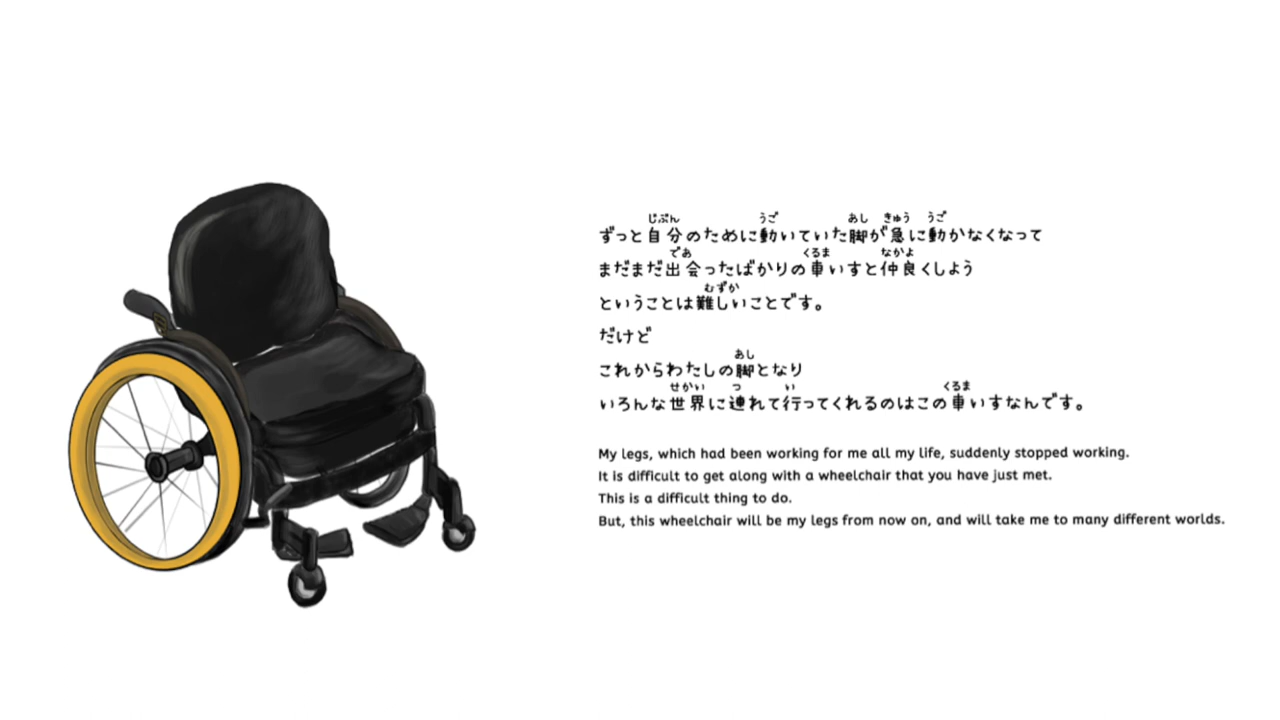 ずっと自分のために動いていた脚が急に動かなくなって
まだまだ出会ったばかりの車いすと仲良くしよう
ということは難しいことです。
だけど
これからわたしの脚となり
いろんな世界に連れて行ってくれるのはこの車いすなんです。
My legs, which had been working for me all my life, suddenly stopped working.
It is difficult to get along with a wheelchair that you have just met.
This is a difficult thing to do.
But, this wheelchair will be my legs from now on, and will take me to many different worlds.